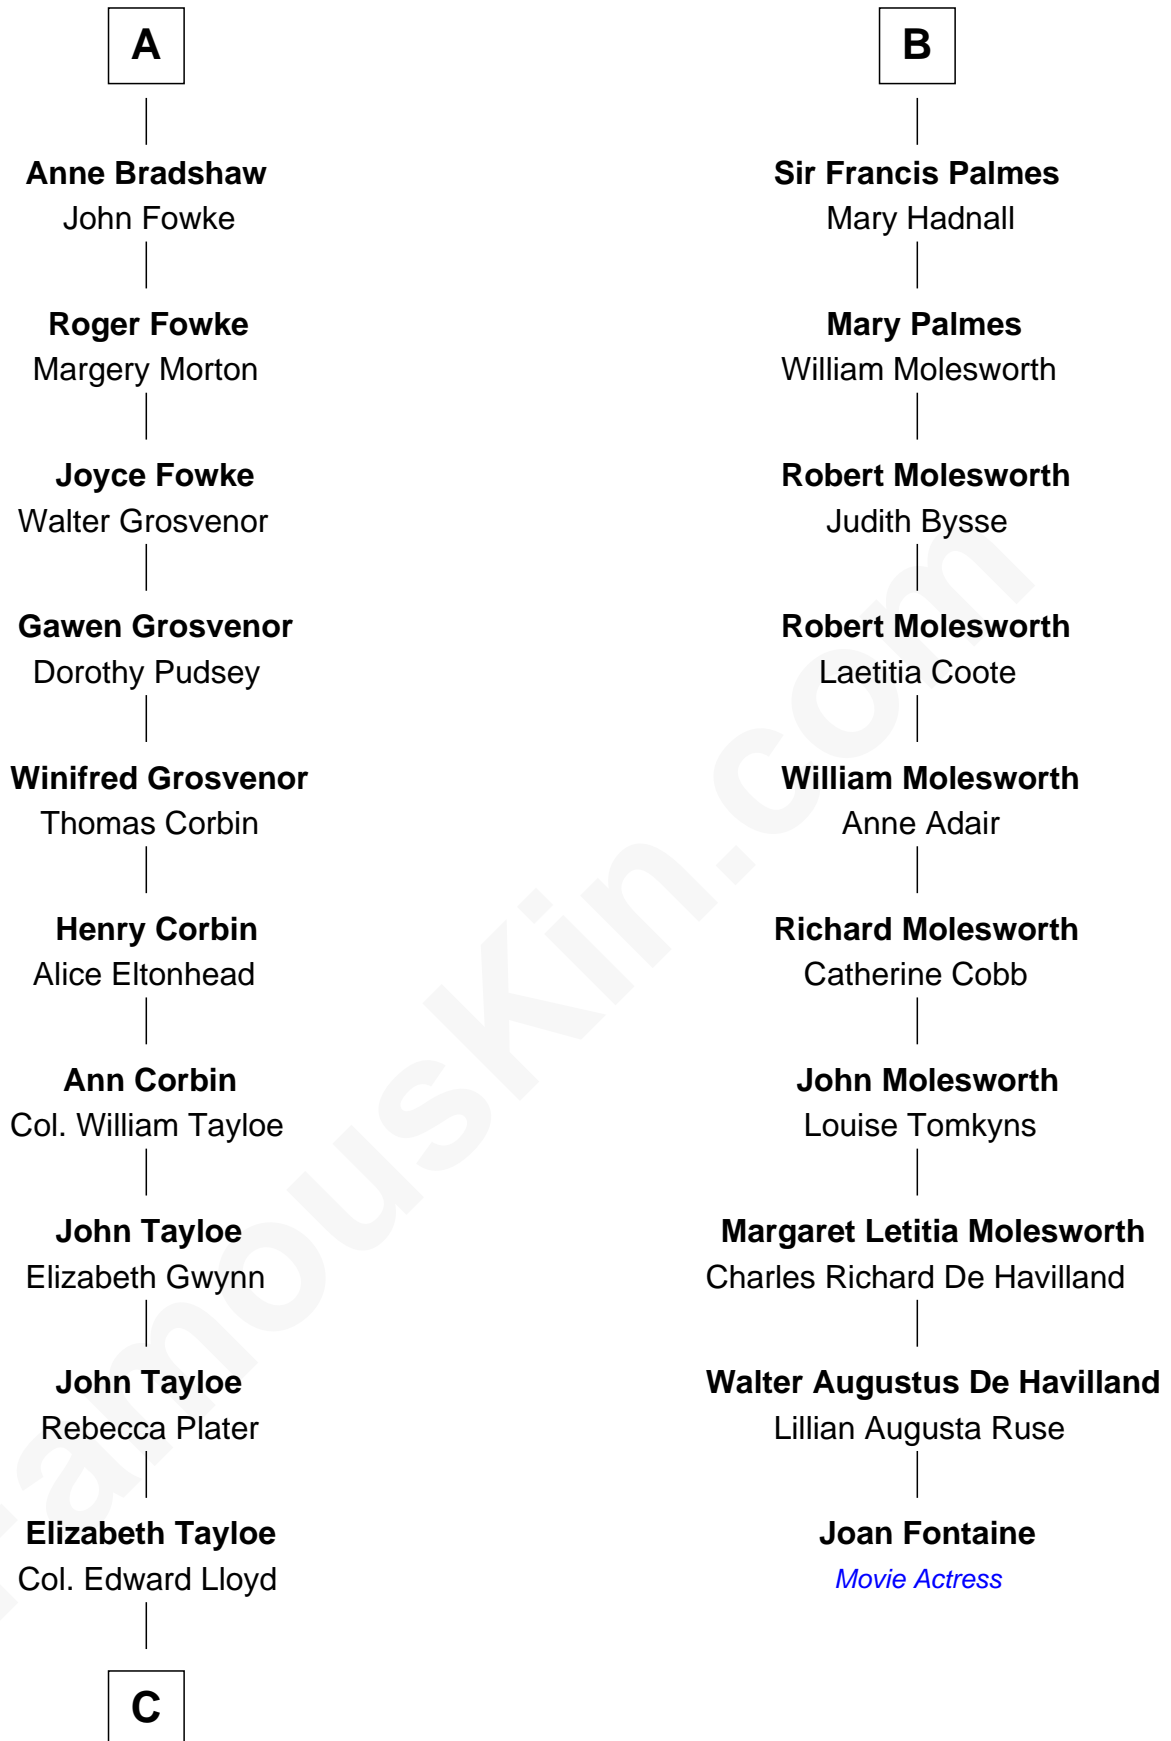 A
Anne Bradshaw
John Fowke
Roger Fowke
Margery Morton
Joyce Fowke
Walter Grosvenor
Gawen Grosvenor
Dorothy Pudsey
Winifred Grosvenor
Thomas Corbin
Henry Corbin
Alice Eltonhead
Ann Corbin
Col. William Tayloe
John Tayloe
Elizabeth Gwynn
John Tayloe
Rebecca Plater
Elizabeth Tayloe
Col. Edward Lloyd
C
B
Sir Francis Palmes
Mary Hadnall
Mary Palmes
William Molesworth
Robert Molesworth
Judith Bysse
Robert Molesworth
Laetitia Coote
William Molesworth
Anne Adair
Richard Molesworth
Catherine Cobb
John Molesworth
Louise Tomkyns
Margaret Letitia Molesworth
Charles Richard De Havilland
Walter Augustus De Havilland
Lillian Augusta Ruse
Joan Fontaine
Movie Actress
FamousKin.com